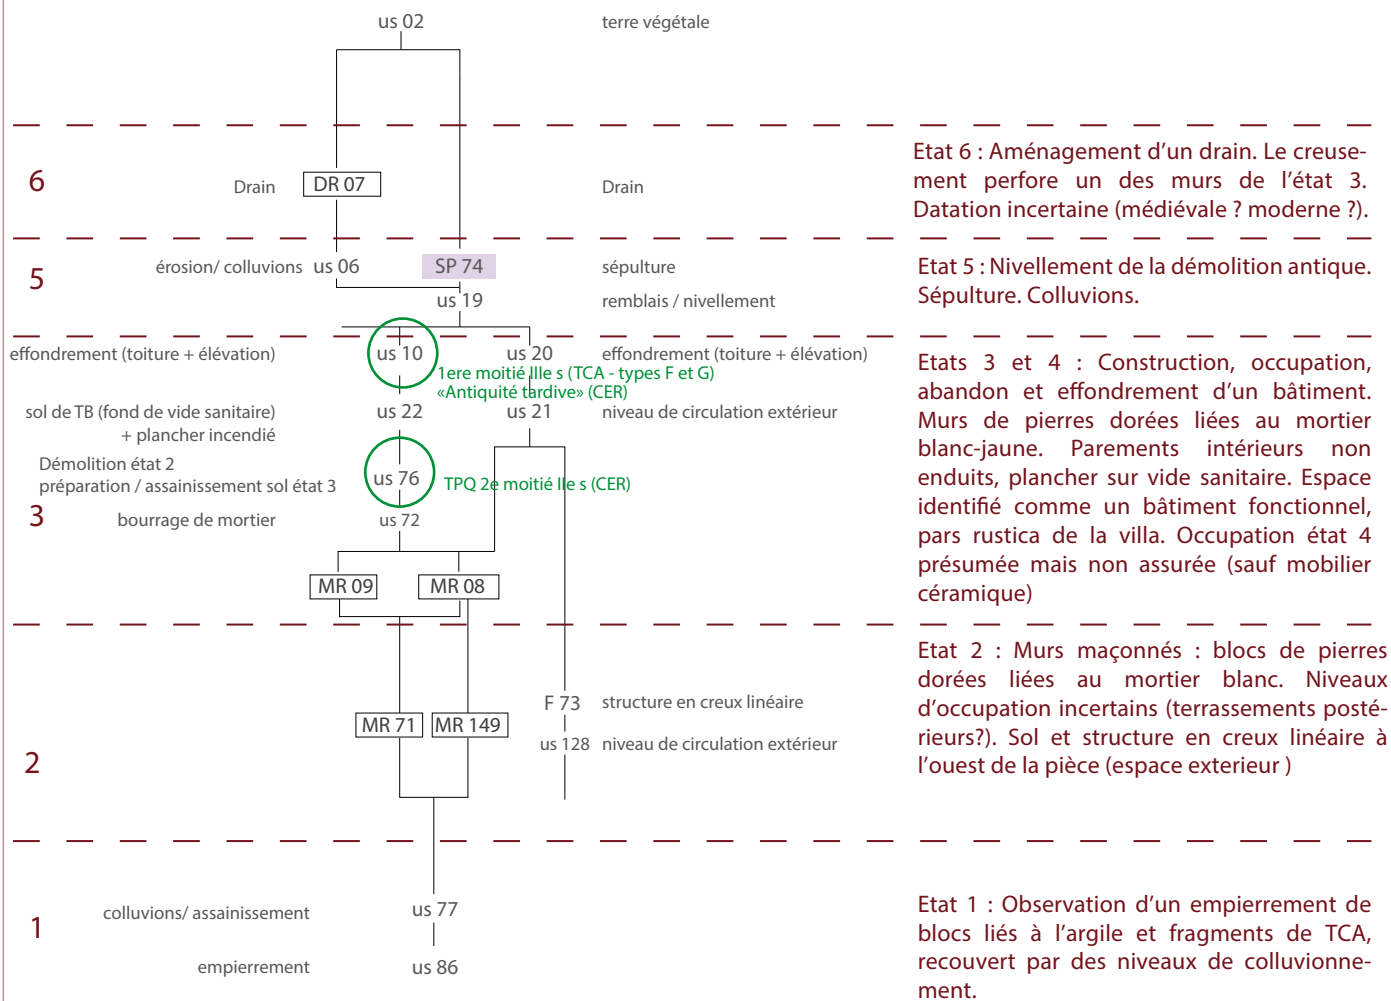 us 02 terre végétale
6
Drain DR 07 Drain
Etat 6 : Aménagement d’un drain. Le creuse-
ment perfore un des murs de l’état 3.
Datation incertaine (médiévale ? moderne ?).
5
érosion/ colluvions us 06 SP 74 sépulture
us 19 remblais / nivellement
Etat 5 : Nivellement de la démolition antique.
Sépulture. Colluvions.
effondrement (toiture + élévation) us 10 us 20 effondrement (toiture + élévation)
1ere moitié IIIe s (TCA - types F et G)
«Antiquité tardive» (CER)
sol de TB (fond de vide sanitaire) us 22 us 21 niveau de circulation extérieur
+ plancher incendié
Démolition état 2
préparation / assainissement sol état 3 us 76 TPQ 2e moitié IIe s (CER)
3
bourrage de mortier us 72
MR 09 MR 08
Etats 3 et 4 : Construction, occupation,
abandon et effondrement d’un bâtiment.
Murs de pierres dorées liées au mortier
blanc-jaune. Parements intérieurs non
enduits, plancher sur vide sanitaire. Espace
identifié comme un bâtiment fonctionnel,
pars rustica de la villa. Occupation état 4
présumée mais non assurée (sauf mobilier
céramique)
F 73 structure en creux linéaire
MR 71 MR 149
us 128 niveau de circulation extérieur
2
Etat 2 : Murs maçonnés : blocs de pierres
dorées liées au mortier blanc. Niveaux
d’occupation incertains (terrassements posté-
rieurs?). Sol et structure en creux linéaire à
l’ouest de la pièce (espace exterieur )
1
colluvions/ assainissement us 77
empierrement us 86
Etat 1 : Observation d’un empierrement de
blocs liés à l’argile et fragments de TCA,
recouvert par des niveaux de colluvionne-
ment.